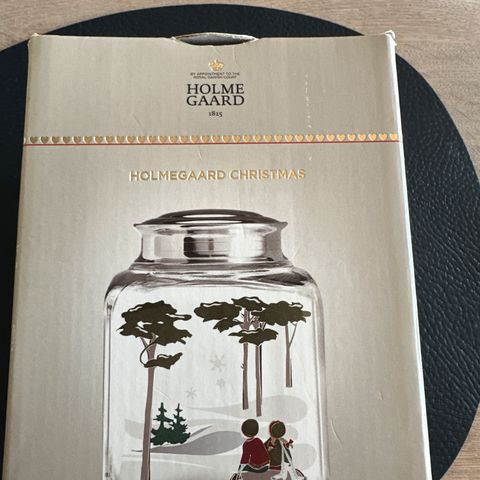 BY APPOINTMENT TO THE
ROYAL DANISH COURT
HOLME
GAARD
1825
HOLMEGAARD CHRISTMAS